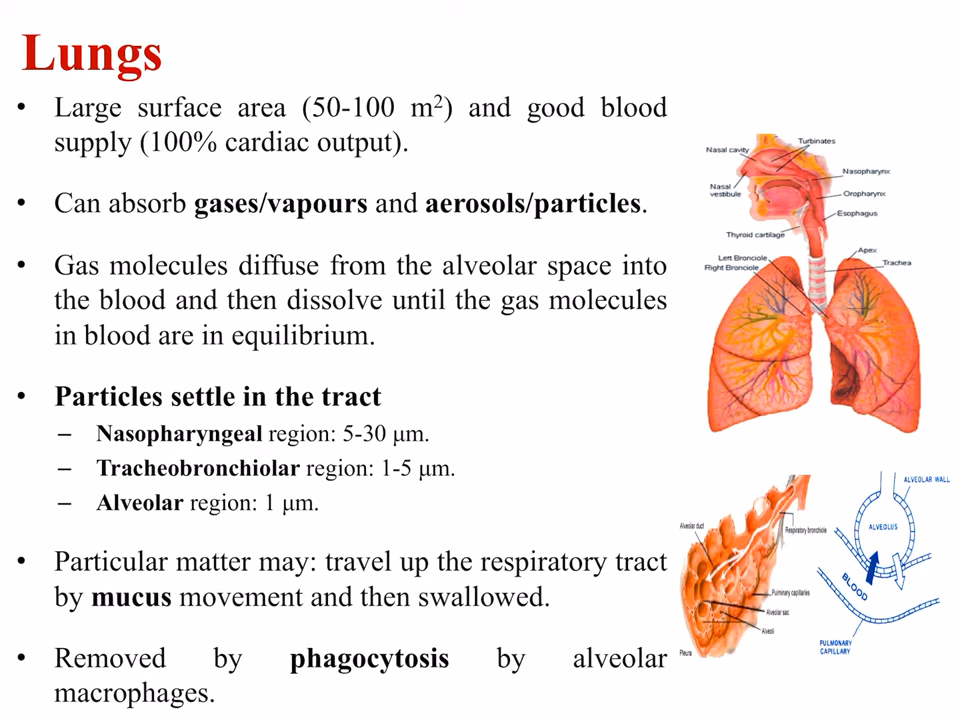 Lungs
• Large surface area (50-100 m²) and good blood
supply (100% cardiac output).
• Can absorb gases/vapours and aerosols/particles.
• Gas molecules diffuse from the alveolar space into
the blood and then dissolve until the gas molecules
in blood are in equilibrium.
• Particles settle in the tract
– Nasopharyngeal region: 5-30 μm.
– Tracheobronchiolar region: 1-5 μm.
– Alveolar region: 1 μm.
• Particular matter may: travel up the respiratory tract
by mucus movement and then swallowed.
• Removed by phagocytosis by alveolar
macrophages.
Turbinates
Nasal cavity
Nasopharynx
Nasal
vestibule
Oropharynx
Esophagus
Thyroid cartilage
Apex
Left Bronciole
Trachea
Right Bronciole
Alveolar duct
Respiratory bronchiole
Pulminary capillaries
Alveolar sac
Alveoli
Pleura
ALVEOLAR WALL
ALVEOLUS
BLOOD
PULMONARY
CAPILLARY